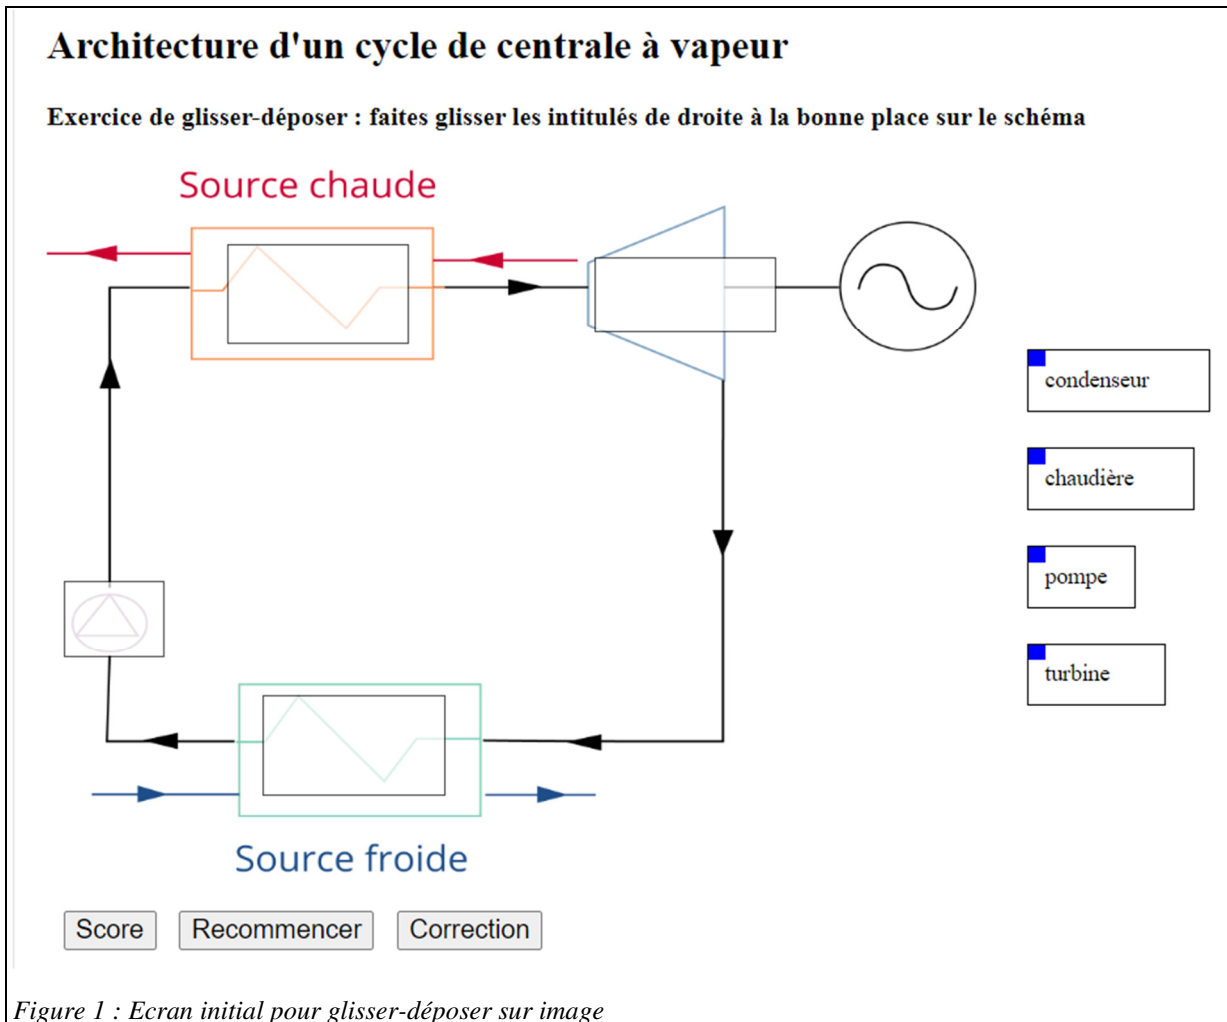 Architecture d'un cycle de centrale à vapeur
Exercice de glisser-déposer : faites glisser les intitulés de droite à la bonne place sur le schéma
Source chaude
condenseur
chaudière
pompe
turbine
Source froide
Score
Recommencer
Correction
Figure 1 : Ecran initial pour glisser-déposer sur image